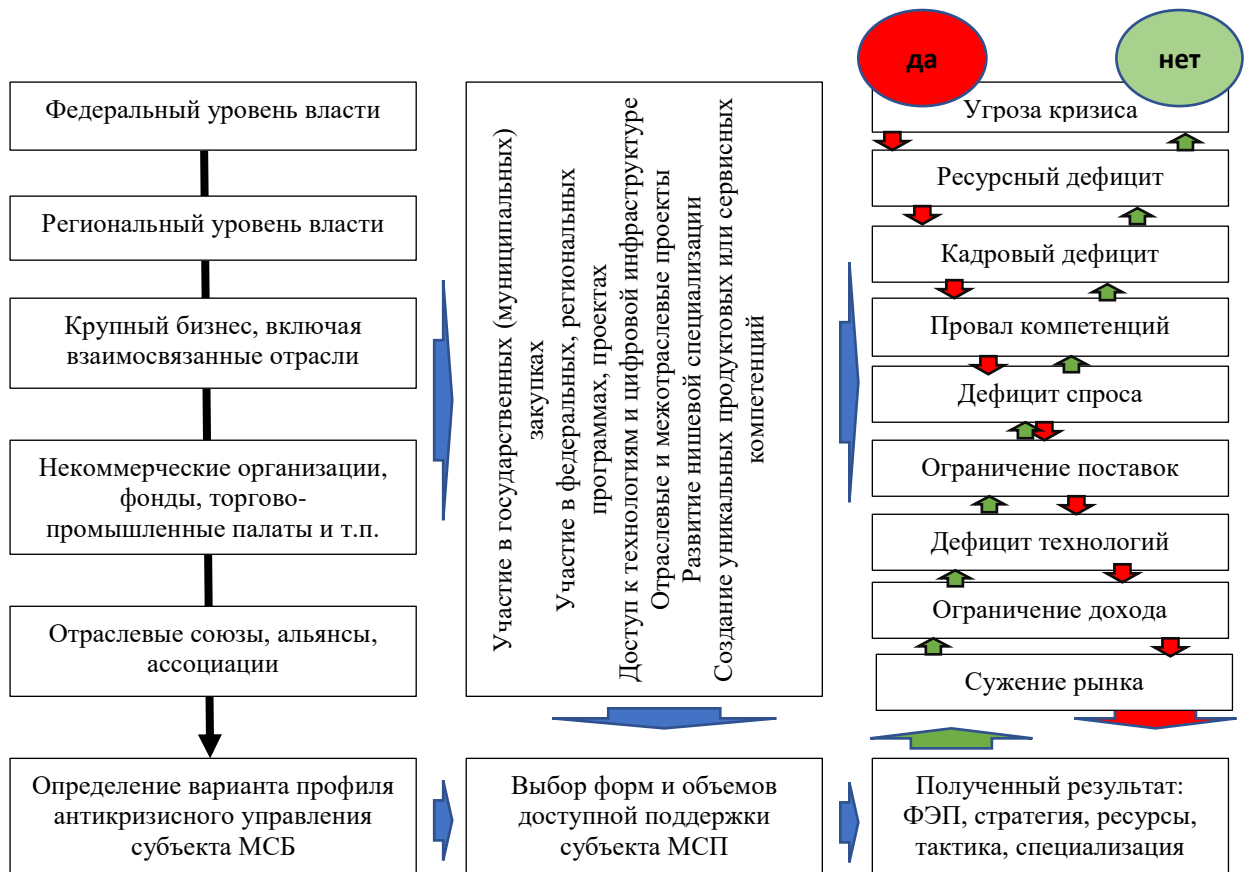 Федеральный уровень власти
Региональный уровень власти
Крупный бизнес, включая
взаимосвязанные отрасли
Некоммерческие организации,
фонды, торгово-
промышленные палаты и т.п.
Отраслевые союзы, альянсы,
ассоциации
Определение варианта профиля
антикризисного управления
субъекта МСБ
Участие в государственных (муниципальных)
закупках
Участие в федеральных, региональных
программах, проектах
Доступ к технологиям и цифровой инфраструктуре
Отраслевые и межотраслевые проекты
Развитие нишевой специализации
Создание уникальных продуктовых или сервисных
компетенций
Выбор форм и объемов
доступной поддержки
субъекта МСП
да
нет
Угроза кризиса
Ресурсный дефицит
Кадровый дефицит
Провал компетенций
Дефицит спроса
Ограничение поставок
Дефицит технологий
Ограничение дохода
Сужение рынка
Полученный результат:
ФЭП, стратегия, ресурсы,
тактика, специализация